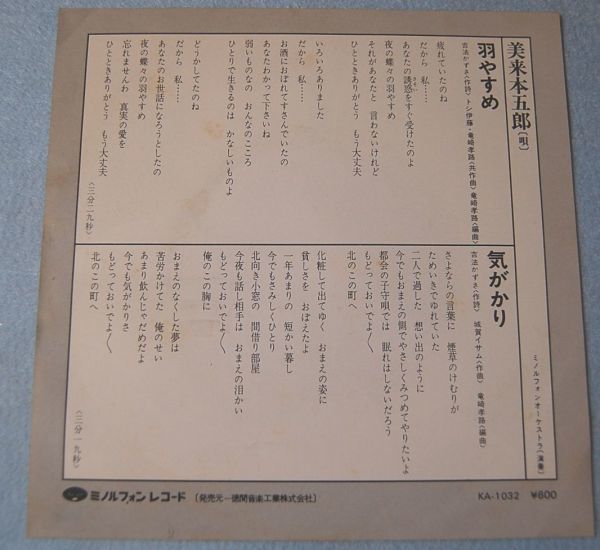 美来本五郎〔唄〕
ミノルフォンオーケストラ〔演奏〕
羽やすめ
吉法かずさ〈作詩〉トシ伊藤・竜崎孝路〈共作曲〉竜崎孝路〈編曲〉
疲れていたのね
だから 私……
あなたの誘惑をすぐ受けたのよ
それがあなたと 言わないけれど
夜の蝶々の羽やすめ
ひとときありがとう もう大丈夫
いろいろありました
だから 私……
お酒におぼれてすさんでいたの
あなたわかって下さいね
弱いものなの おんなのこころ
ひとりで生きるのは かなしいものよ
どうかしてたのね
だから 私……
あなたのお世話になろうとしたの
夜の蝶々の羽やすめ
忘れませんわ 真実の愛を
ひとときありがとう もう大丈夫
〈三分二九秒〉
気がかり
吉法かずさ〈作詩〉 城賀イサム〈作曲〉 竜崎孝路〈編曲〉
さよならの言葉に 煙草のけむりが
ためいきでゆれていた
二人で過した 想い出のように
今でもおまえの側でやさしくみつめてやりたいよ
都会の子守唄では 眠れはしないだろう
もどっておいでよ／＼
北のこの町へ
化粧して出てゆく おまえの姿に
貧しさを おぼえたよ
一年あまりの 短かい暮し
今でもさみしくひとり
北向き小窓の 間借り部屋
今夜も話し相手は おまえの泪かい
もどっておいでよ／＼
俺のこの胸に
おまえのなくした夢は
苦労かけてた 俺のせい
あまり飲んじゃだめだよ
今でも気がかりさ
もどっておいでよ／＼
北のこの町へ
〈三分一九秒〉
ミノルフォン レコード 〔発売元—徳間音楽工業株式会社〕 KA-1032 ¥600